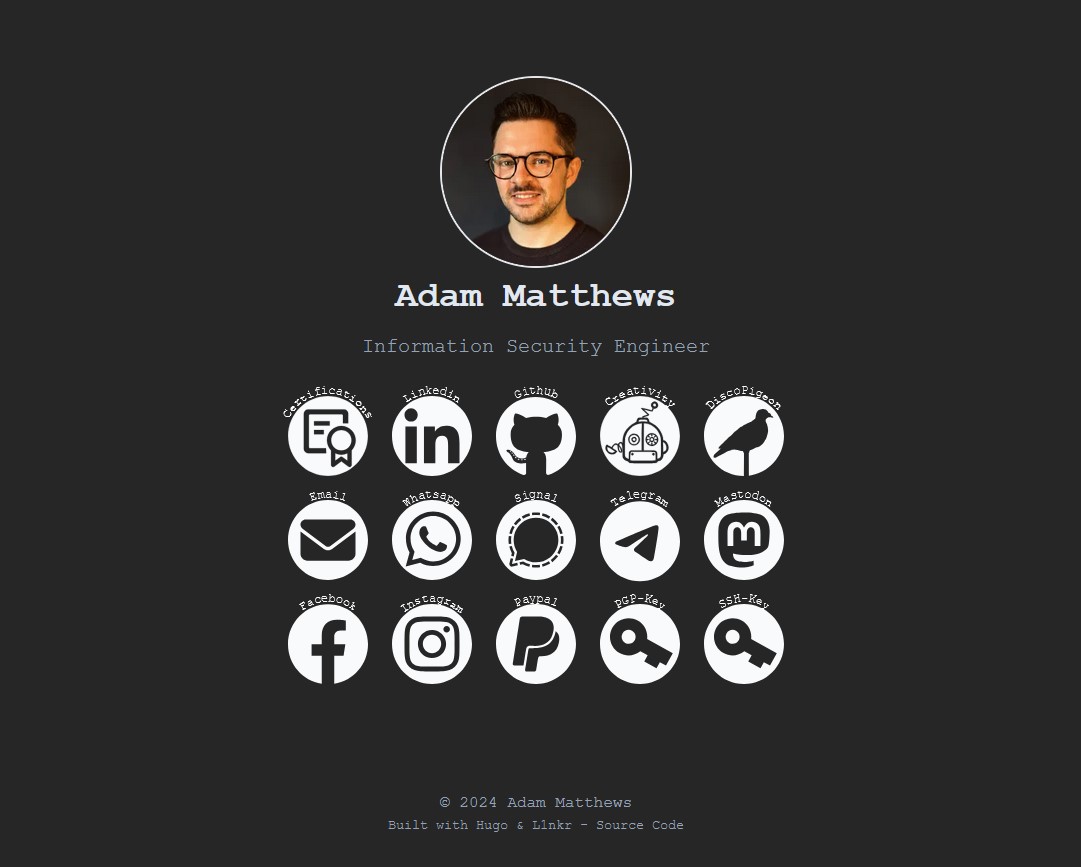 Adam Matthews
Information Security Engineer
Certifications Linkedin GitHub Creativity DiscoPigeon
Email Whatsapp Signal Telegram Mastodon
Facebook Instagram Paypal PGP-Key SSH-Key
© 2024 Adam Matthews
Built with Hugo & L1nkr - Source Code